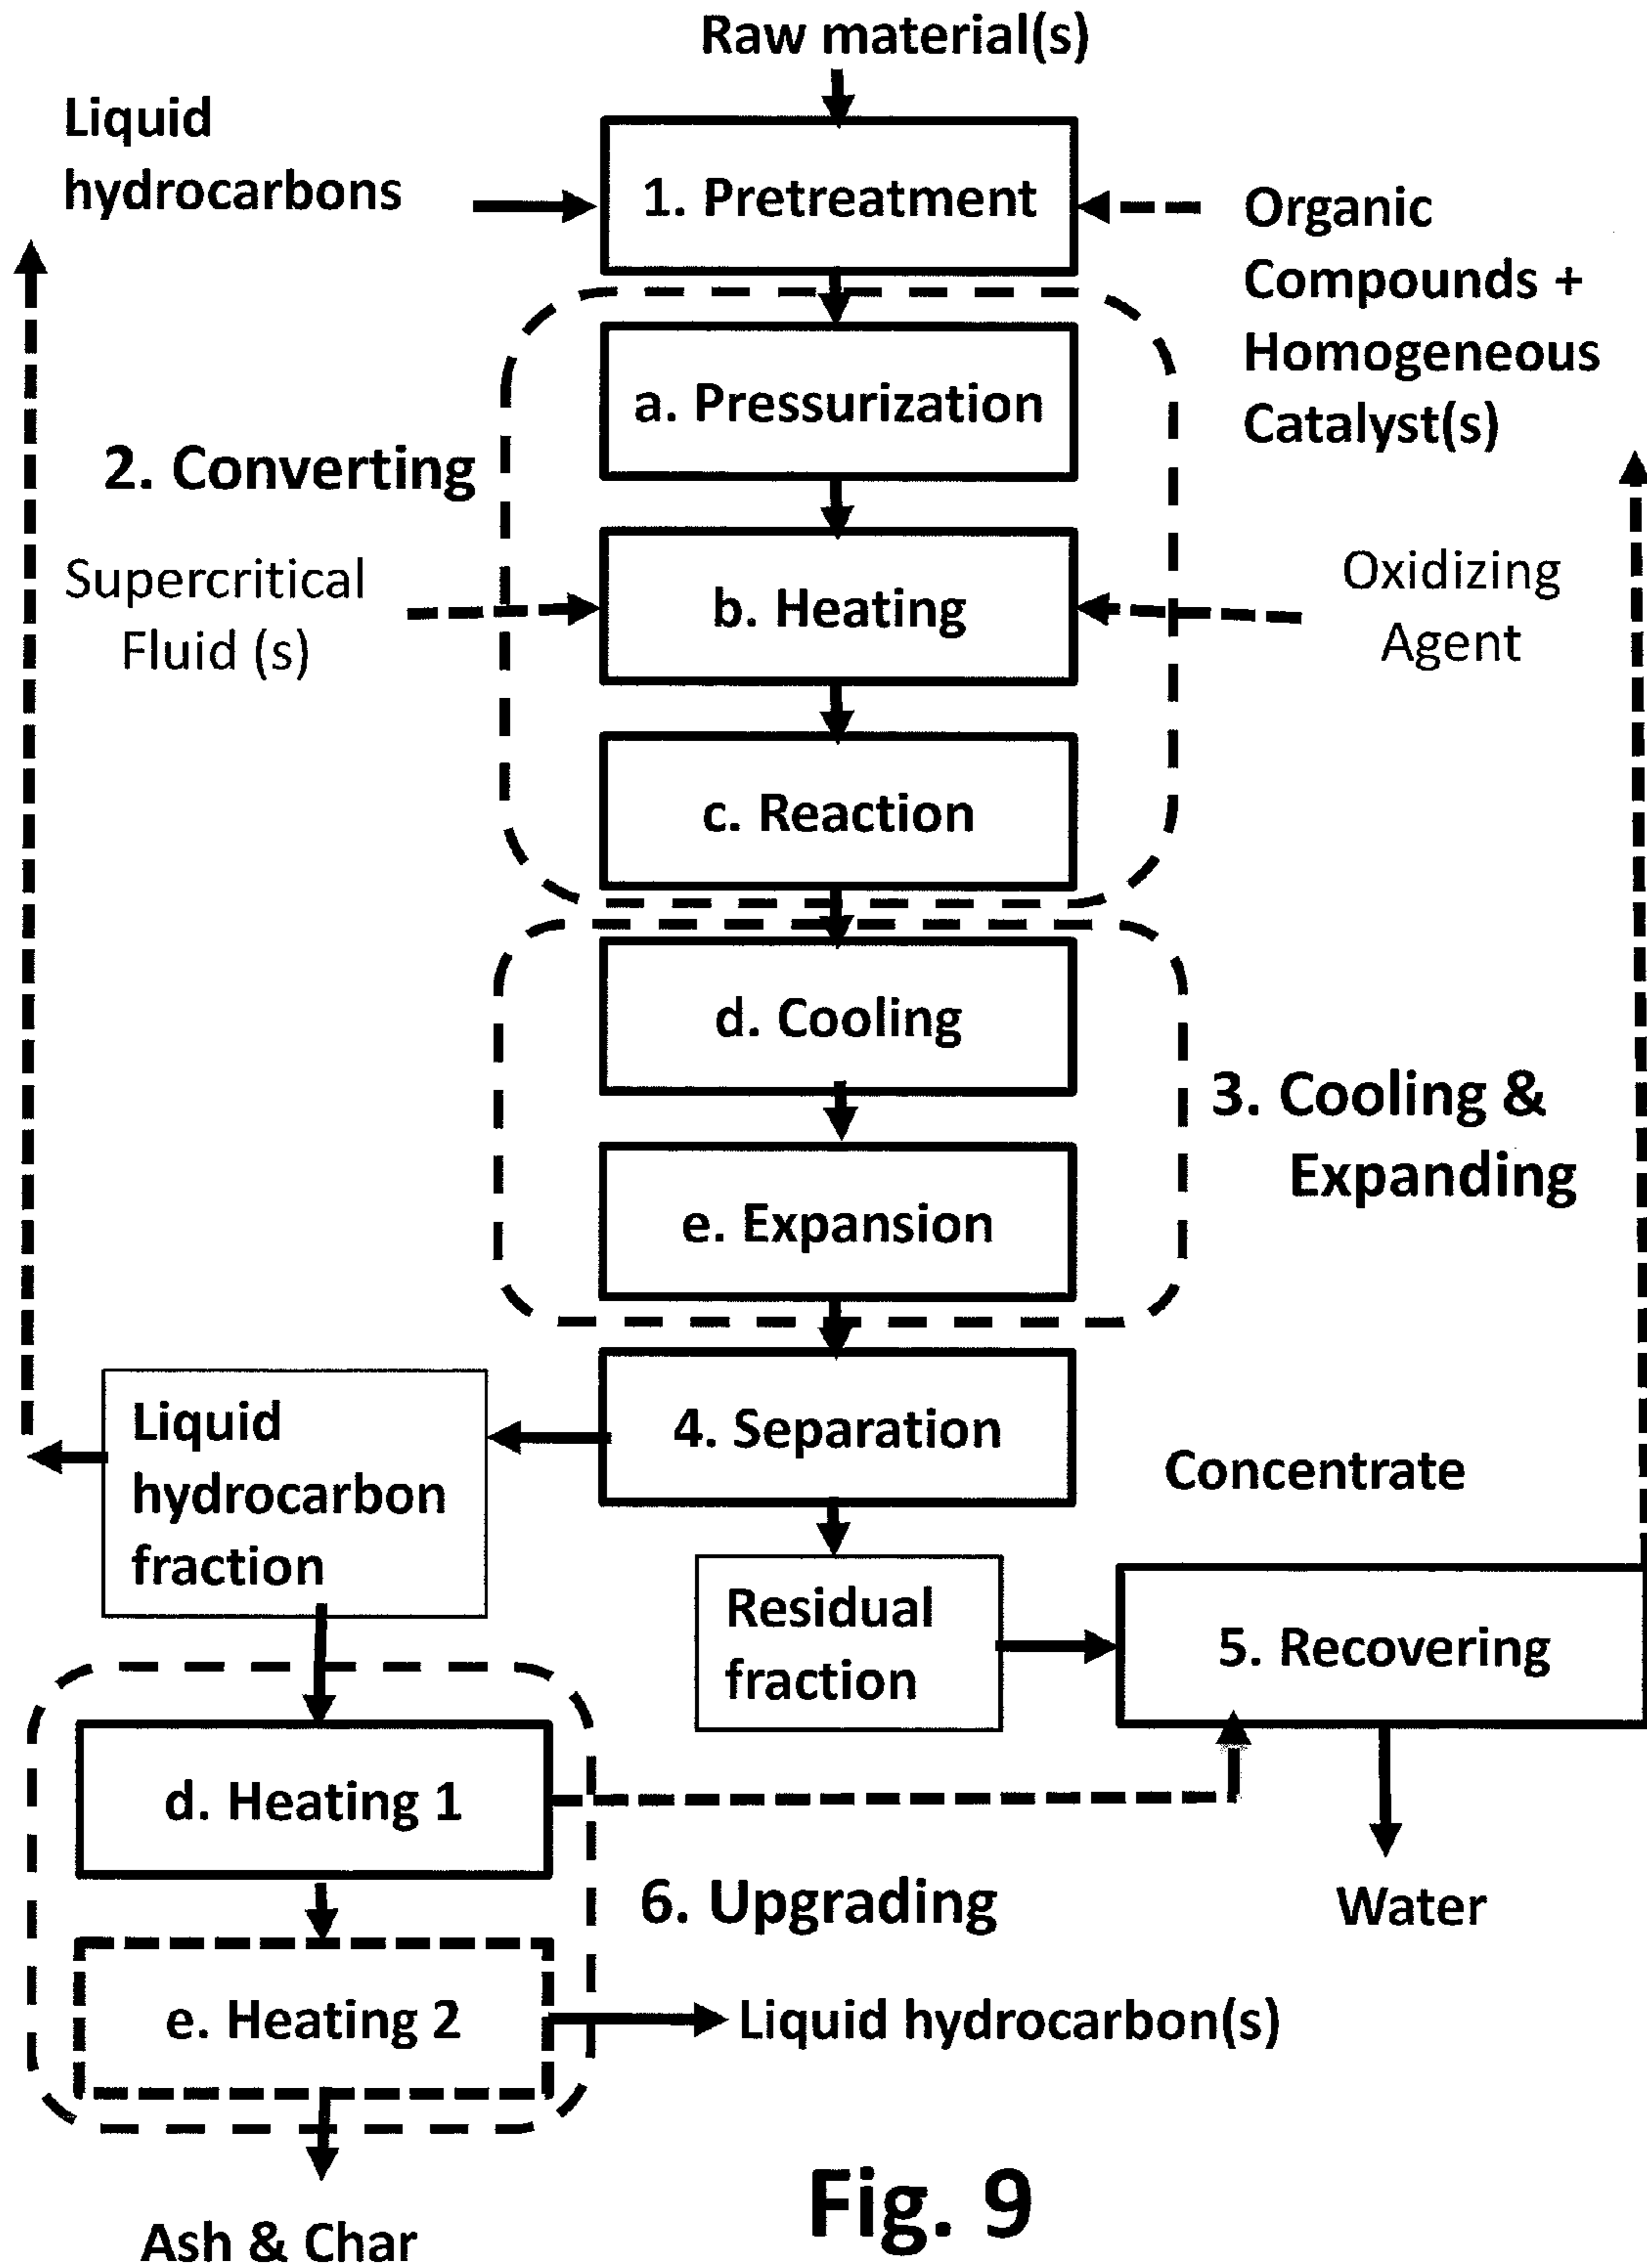 Raw material(s)
Liquid
hydrocarbons
1. Pretreatment
Organic
Compounds +
Homogeneous
Catalyst(s)
a. Pressurization
2. Converting
Supercritical
Fluid (s)
b. Heating
Oxidizing
Agent
c. Reaction
d. Cooling
3. Cooling &
Expanding
e. Expansion
4. Separation
Liquid
hydrocarbon
fraction
Concentrate
Residual
fraction
5. Recovering
d. Heating 1
6. Upgrading
Water
e. Heating 2
Liquid hydrocarbon(s)
Ash & Char
Fig. 9